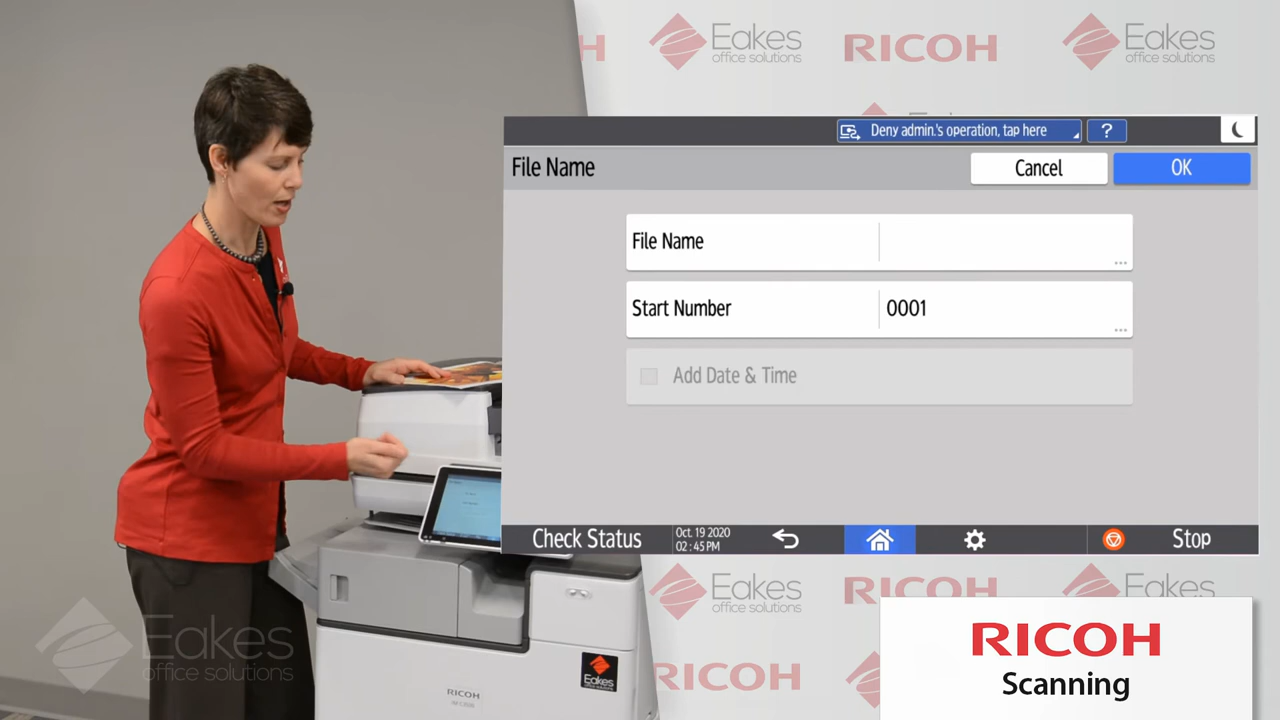 H
Eakes
office solutions
RICOH
Eakes
office solutions
Deny admin.'s operation, tap here
?
File Name
Cancel
OK
File Name
...
Start Number
0001
...
Add Date & Time
Check Status
Oct. 19 2020
02 : 45 PM
Stop
Eakes
office solutions
RICOH
Eakes
RICOH
RICOH
Scanning
Eakes
office solutions
Eakes
office solutions
RICOH